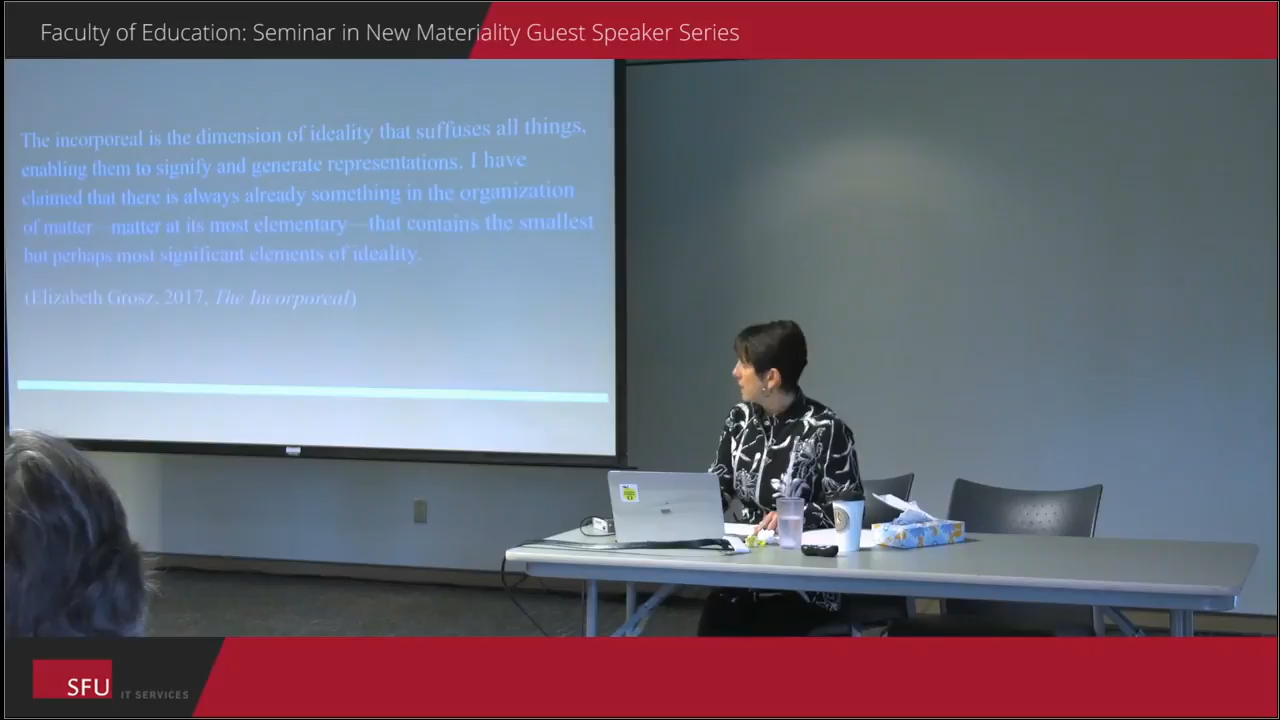 Faculty of Education: Seminar in New Materiality Guest Speaker Series
The incorporeal is the dimension of ideality that suffuses all things,
enabling them to signify and generate representations. I have
claimed that there is always already something in the organization
of matter—matter at its most elementary—that contains the smallest
but perhaps most significant elements of ideality.
(Elizabeth Grosz, 2017, The Incorporeal)
SFU IT SERVICES